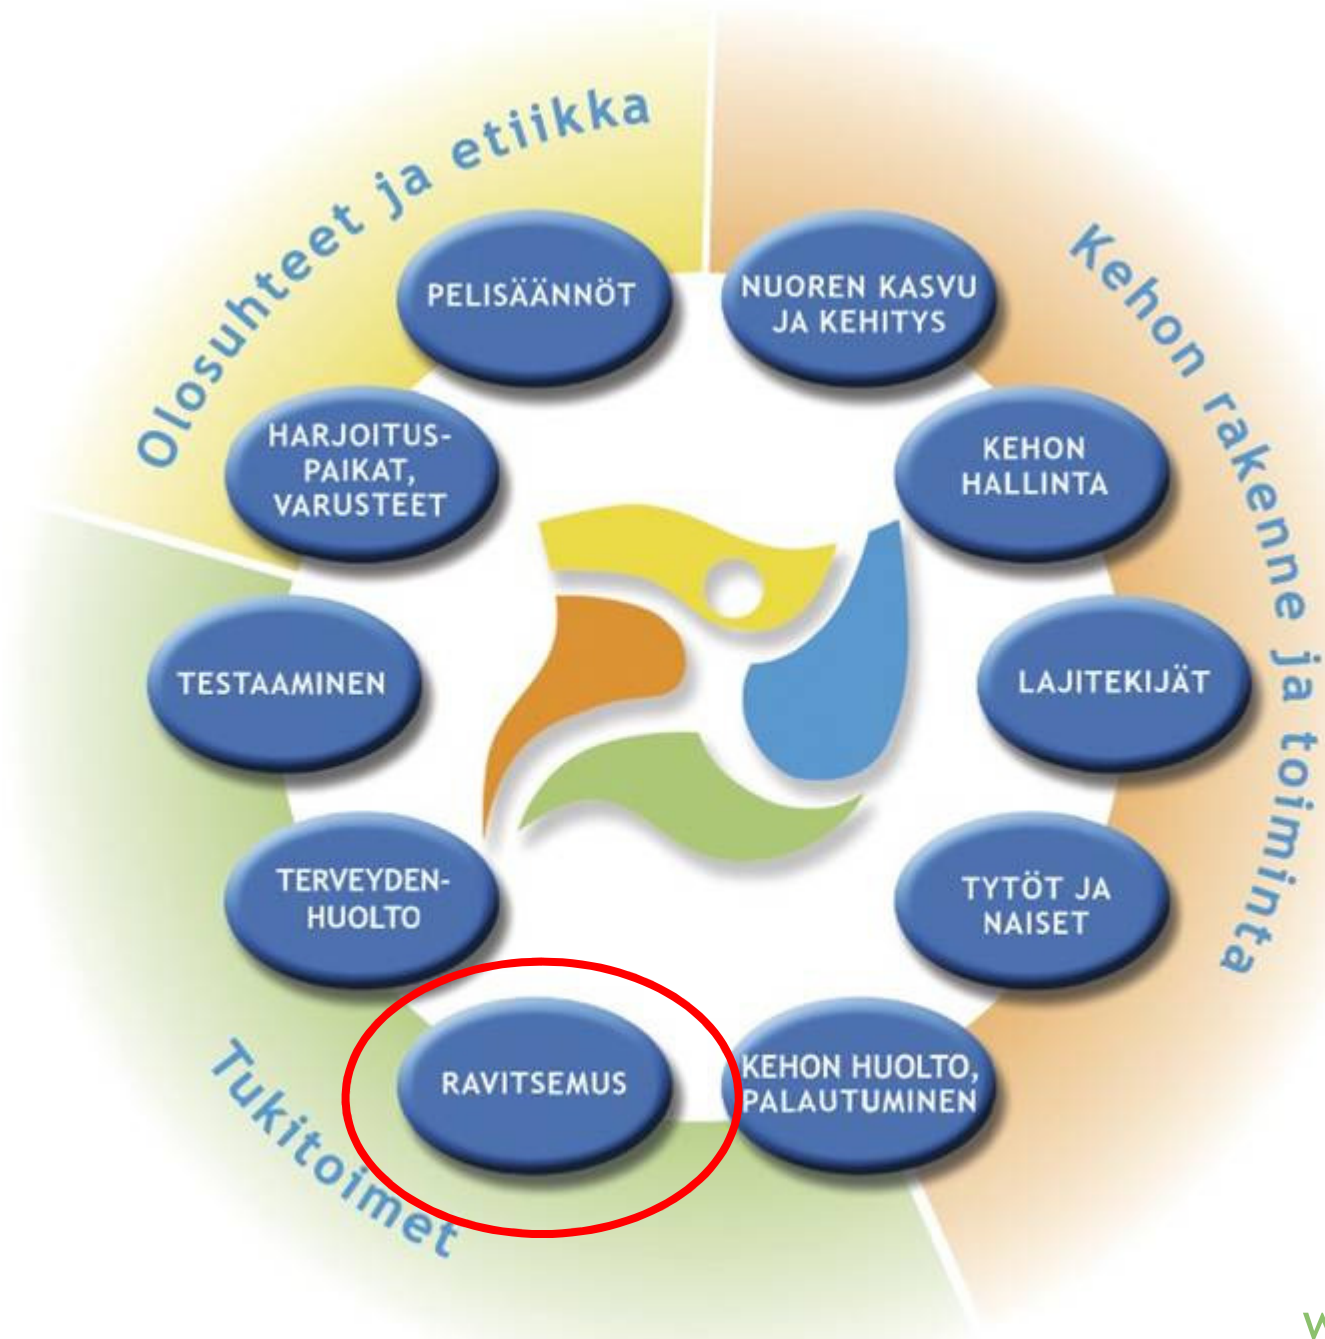 Olosuhteet ja etiikka
Kehon rakenne ja toiminta
Tukitoimet
PELISÄÄNNÖT
NUOREN KASVU
JA KEHITYS
HARJOITUS-
PAIKAT,
VARUSTEET
KEHON
HALLINTA
TESTAAMINEN
LAJITEKIJÄT
TERVEYDEN-
HUOLTO
TYTÖT JA
NAISET
RAVITSEMUS
KEHON HUOLTO,
PALAUTUMINEN